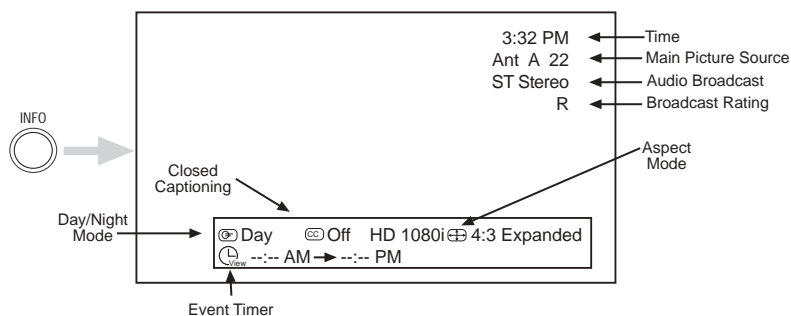 3:32 PM
Time
Ant A 22
Main Picture Source
ST Stereo
Audio Broadcast
R
Broadcast Rating
INFO
Aspect
Mode
Closed
Captioning
Day/Night
Mode
Day CC Off HD 1080i 4:3 Expanded
View --:-- AM → --:-- PM
Event Timer